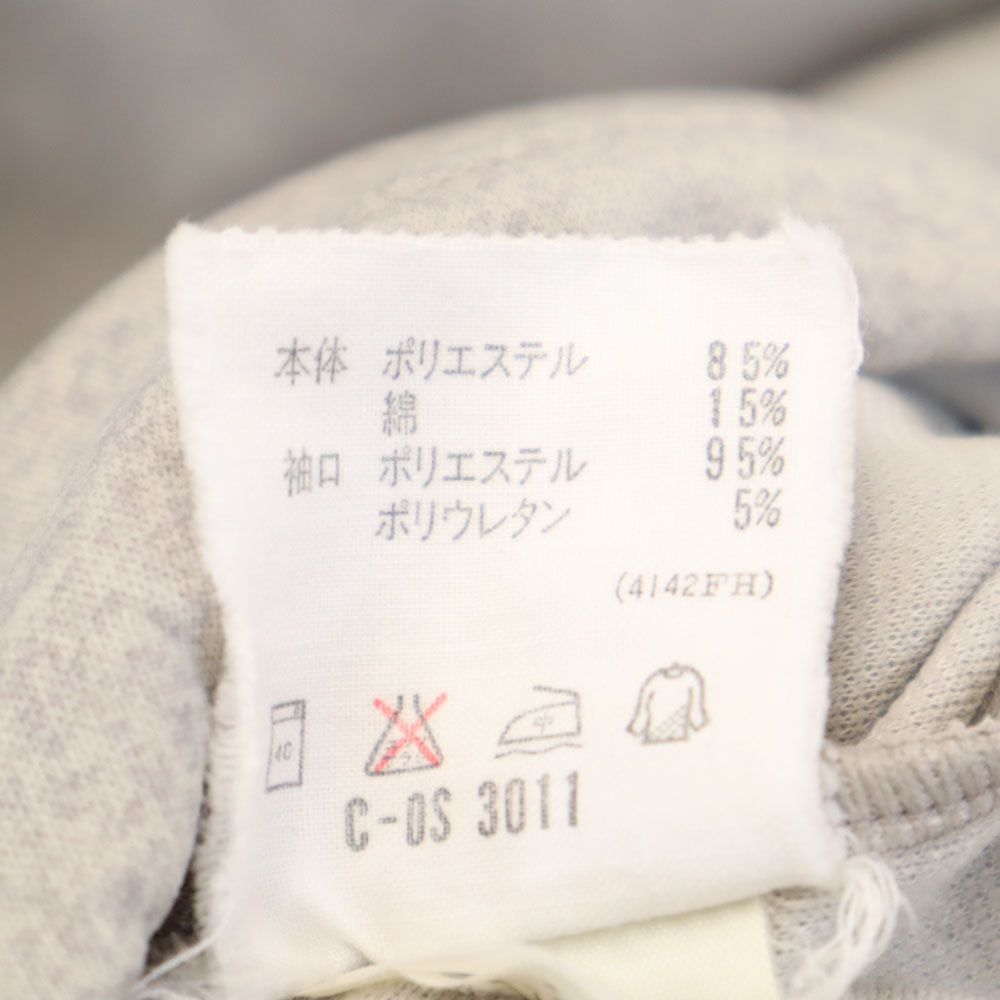 本体 ポリエステル 85%
綿 15%
袖口 ポリエステル 95%
ポリウレタン 5%
(4142FH)
40 中
C-OS 3011